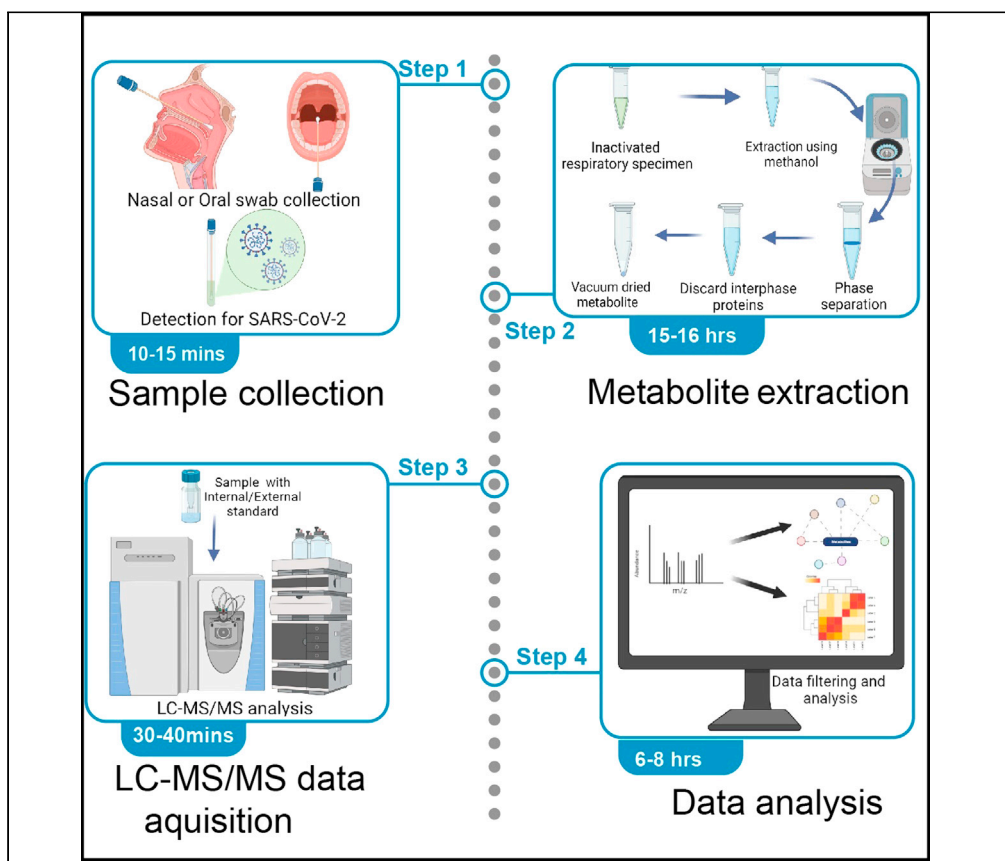 Step 1
Nasal or Oral swab collection
Detection for SARS-CoV-2
10-15 mins
Sample collection
Inactivated
respiratory specimen
Extraction using
methanol
Vacuum dried
metabolite
Discard interphase
proteins
Phase
separation
Step 2
15-16 hrs
Metabolite extraction
Step 3
Sample with
Internal/External
standard
LC-MS/MS analysis
30-40mins
LC-MS/MS data
aquisition
Step 4
Abundance
m/z
Data filtering and
analysis
6-8 hrs
Data analysis